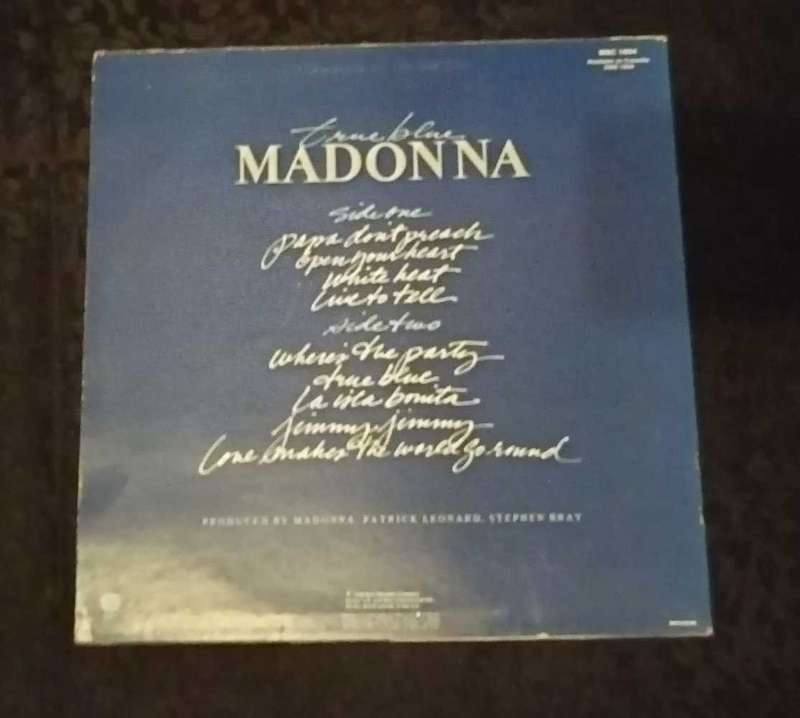 true blue
MADONNA
side one
papa don't preach
open your heart
white heat
live to tell
side two
where's the party
true blue
la isla bonita
jimmy jimmy
love makes the world go round
PRODUCED BY MADONNA, PATRICK LEONARD, STEPHEN BRAY